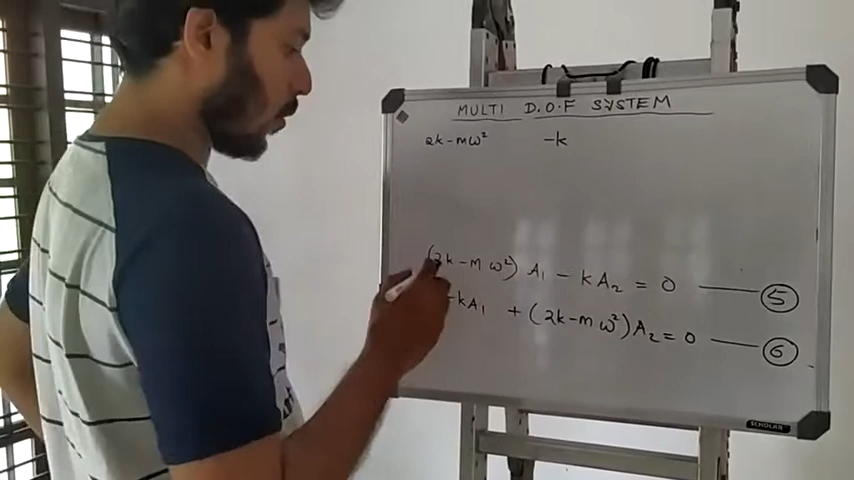 MULTI D.O.F SYSTEM
2k-mω² -k
(2k-mω²)A₁ - kA₂ = 0 —— 5
-kA₁ + (2k-mω²)A₂ = 0 —— 6
SCHOLAR